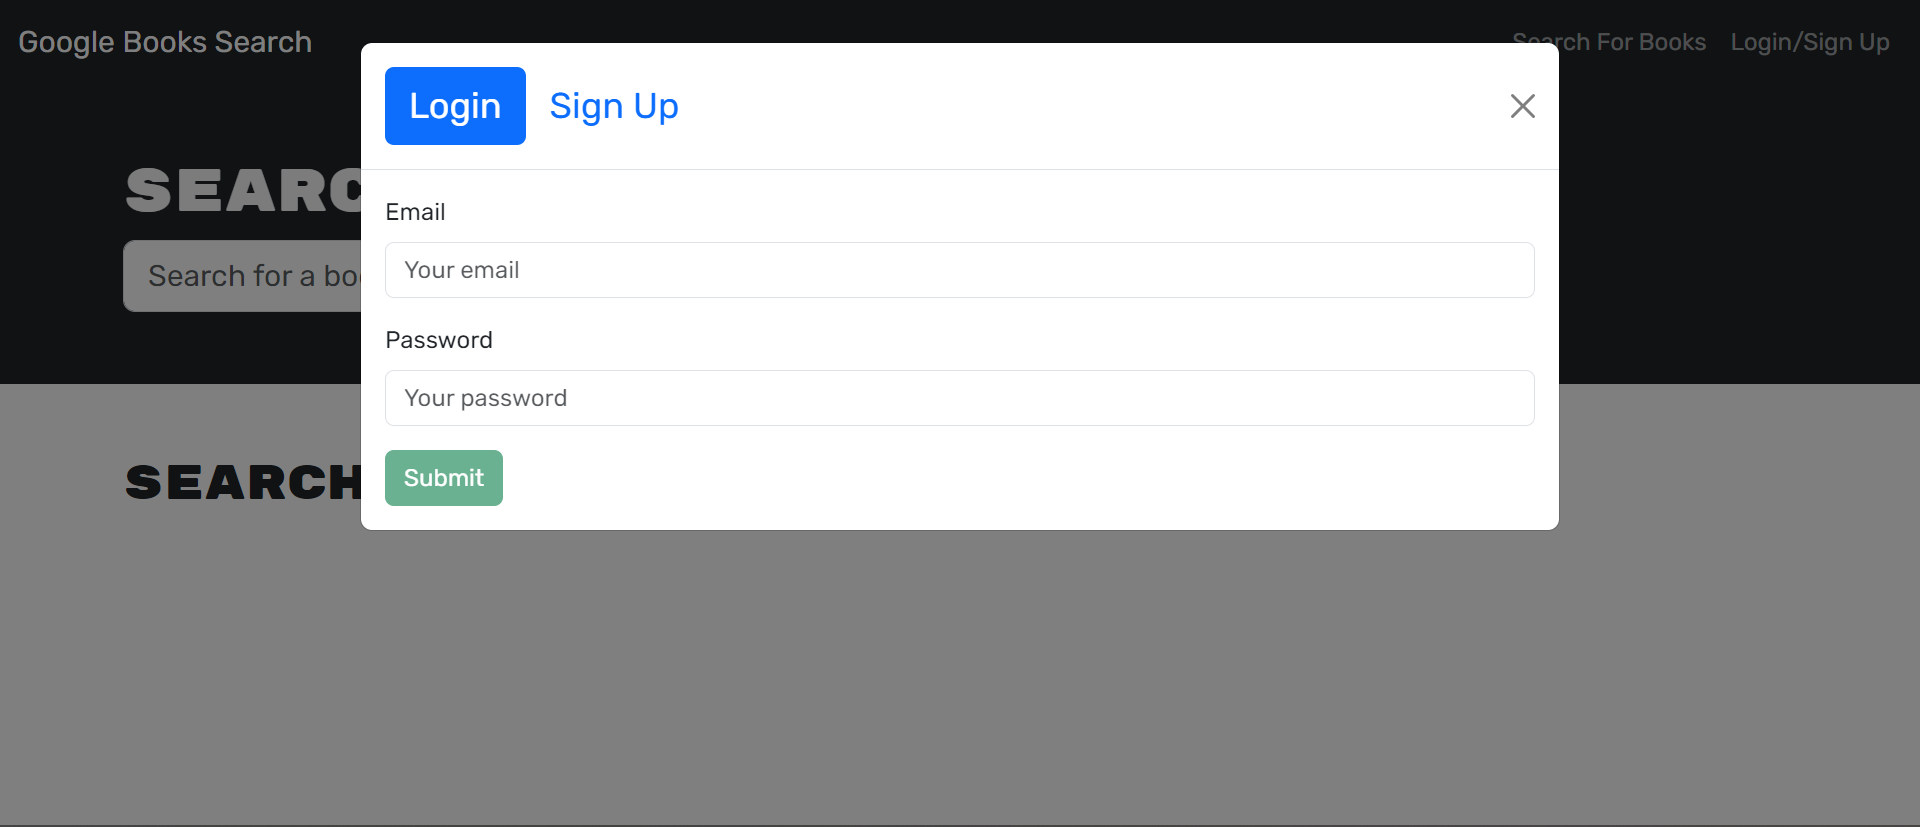 Google Books Search
Search For Books
Login/Sign Up
Login
Sign Up
SEARC
Search for a bo
Email
Your email
Password
Your password
SEARCH
Submit